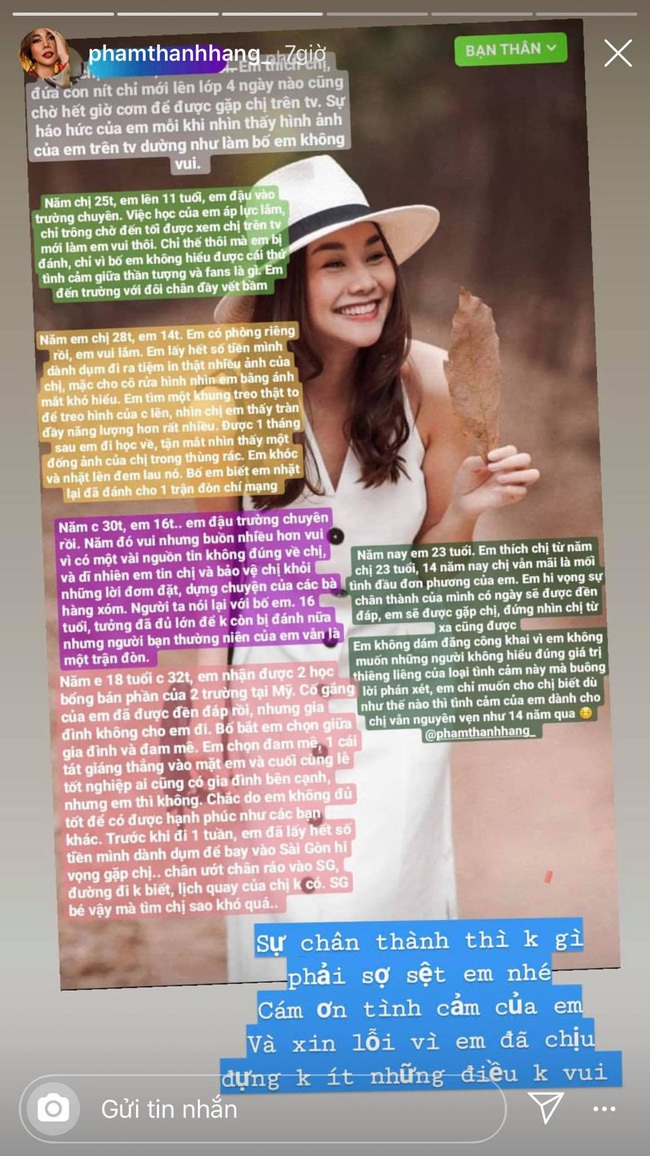 phamthanhhang_ 7giờ
BẠN THÂN
Em thích chị,
đứa con nít chỉ mới lên lớp 4 ngày nào cũng
chờ hết giờ cơm để được gặp chị trên tv. Sự
háo hức của em mỗi khi nhìn thấy hình ảnh
của em trên tv dường như làm bố em không
vui.
Năm chị 25t, em lên 11 tuổi, em đậu vào
trường chuyên. Việc học của em áp lực lắm,
chỉ trông chờ đến tối được xem chị trên tv
mới làm em vui thôi. Chỉ thế thôi mà em bị
đánh, chỉ vì bố em không hiểu được cái thứ
tình cảm giữa thần tượng và fans là gì. Em
đến trường với đôi chân đầy vết bầm
Năm em chị 28t, em 14t. Em có phòng riêng
rồi, em vui lắm. Em lấy hết số tiền mình
dành dụm đi ra tiệm in thật nhiều ảnh của
chị, mặc cho cô rửa hình nhìn em bằng ánh
mắt khó hiểu. Em tìm một khung treo thật to
để treo hình của c lên, nhìn chị em thấy tràn
đầy năng lượng hơn rất nhiều. Được 1 tháng
sau em đi học về, tận mắt nhìn thấy một
đống ảnh của chị trong thùng rác. Em khóc
và nhặt lên đem lau nó. Bố em biết em nhặt
lại đã đánh cho 1 trận đòn chí mạng
Năm c 30t, em 16t.. em đậu trường chuyên
rồi. Năm đó vui nhưng buồn nhiều hơn vui
vì có một vài nguồn tin không đúng về chị,
và dĩ nhiên em tin chị và bảo vệ chị khỏi
những lời đơm đặt, dựng chuyện của các bà
hàng xóm. Người ta nói lại với bố em. 16
tuổi, tưởng đã đủ lớn để k còn bị đánh nữa
nhưng người bạn thường niên của em vẫn là
một trận đòn.
Năm e 18 tuổi c 32t, em nhận được 2 học
bổng bán phần của 2 trường tại Mỹ. Cố gắng
của em đã được đền đáp rồi, nhưng gia
đình không cho em đi. Bố bắt em chọn giữa
gia đình và đam mê. Em chọn đam mê, 1 cái
tát giáng thẳng vào mặt em và cuối cùng lễ
tốt nghiệp ai cũng có gia đình bên cạnh,
nhưng em thì không. Chắc do em không đủ
tốt để có được hạnh phúc như các bạn
khác. Trước khi đi 1 tuần, em đã lấy hết số
tiền mình dành dụm để bay vào Sài Gòn hi
vọng gặp chị.. chân ướt chân ráo vào SG,
đường đi k biết, lịch quay của chị k có. SG
bé vậy mà tìm chị sao khó quá..
Năm nay em 23 tuổi. Em thích chị từ năm
chị 23 tuổi, 14 năm nay chị vẫn mãi là mối
tình đầu đơn phương của em. Em hi vọng sự
chân thành của mình có ngày sẽ được đền
đáp, em sẽ được gặp chị, đứng nhìn chị từ
xa cũng được
Em không dám đăng công khai vì em không
muốn những người không hiểu đúng giá trị
thiêng liêng của loại tình cảm này mà buông
lời phán xét, em chỉ muốn cho chị biết dù
như thế nào thì tình cảm của em dành cho
chị vẫn nguyên vẹn như 14 năm qua 😊
@phamthanhhang_
Sự chân thành thì k gì
phải sợ sệt em nhé
Cám ơn tình cảm của em
Và xin lỗi vì em đã chịu
đựng k ít những điều k vui
Gửi tin nhắn